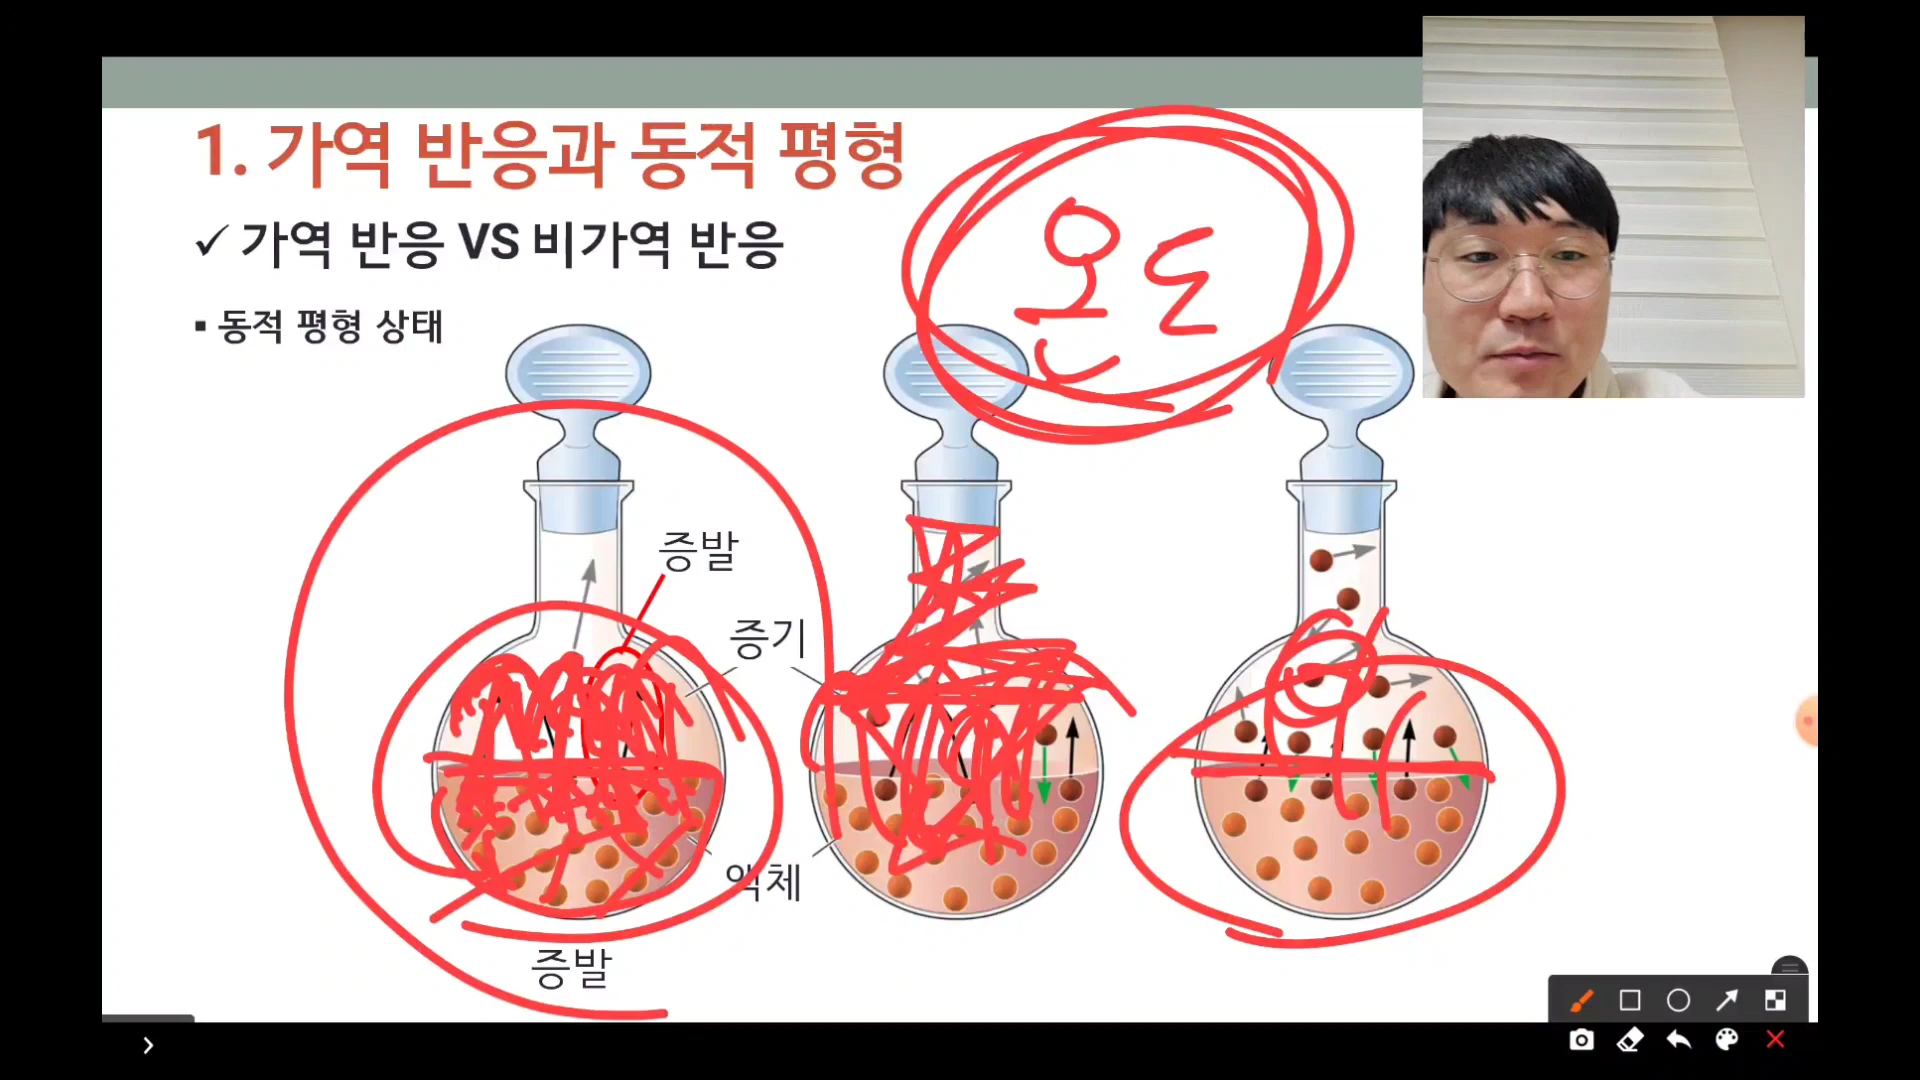 1. 가역 반응과 동적 평형
✓ 가역 반응 VS 비가역 반응
▪ 동적 평형 상태
온도
증발
증기
액체
증발